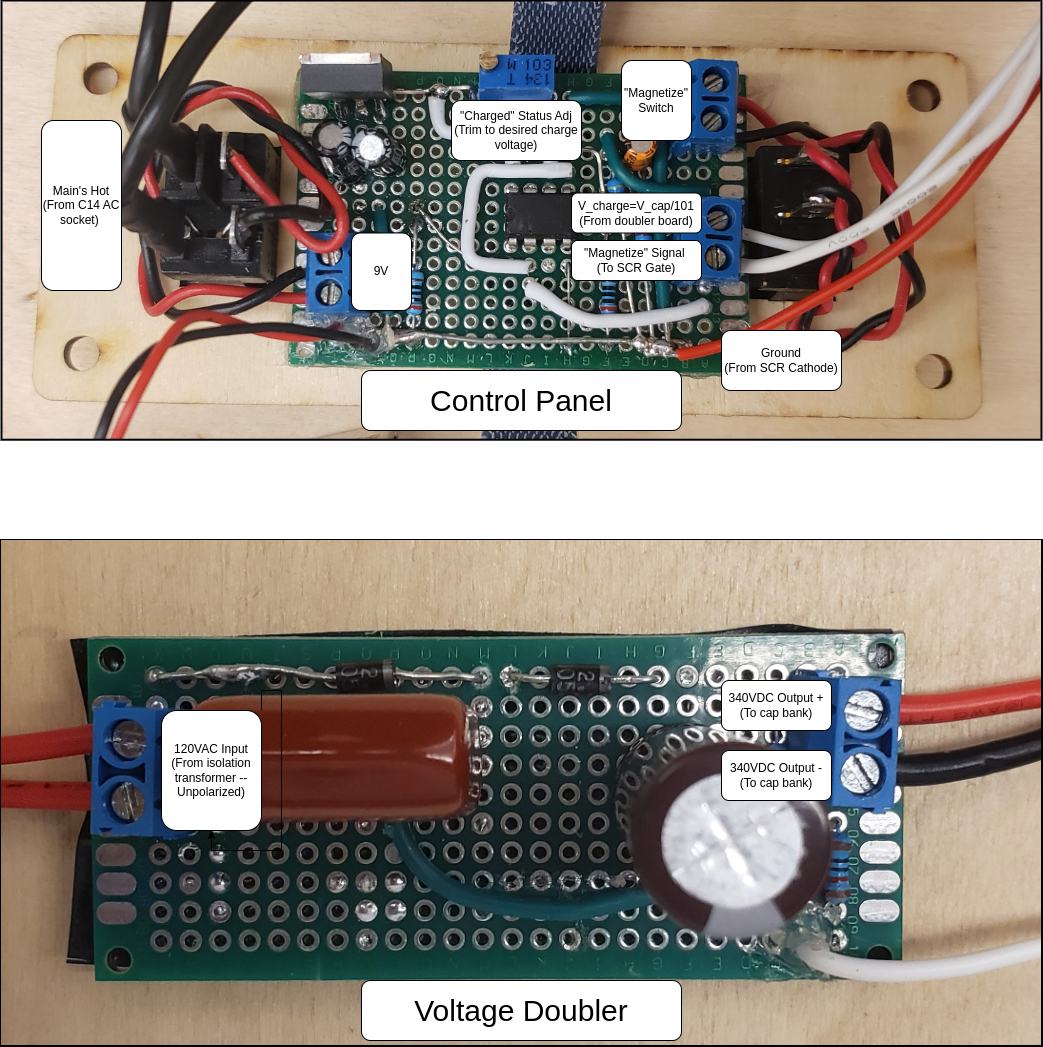 "Charged" Status Adj
(Trim to desired charge
voltage)
"Magnetize"
Switch
Main's Hot
(From C14 AC
socket)
V_charge=V_cap/101
(From doubler board)
"Magnetize" Signal
(To SCR Gate)
9V
Ground
(From SCR Cathode)
Control Panel
340VDC Output +
(To cap bank)
120VAC Input
(From isolation
transformer --
Unpolarized)
340VDC Output -
(To cap bank)
Voltage Doubler